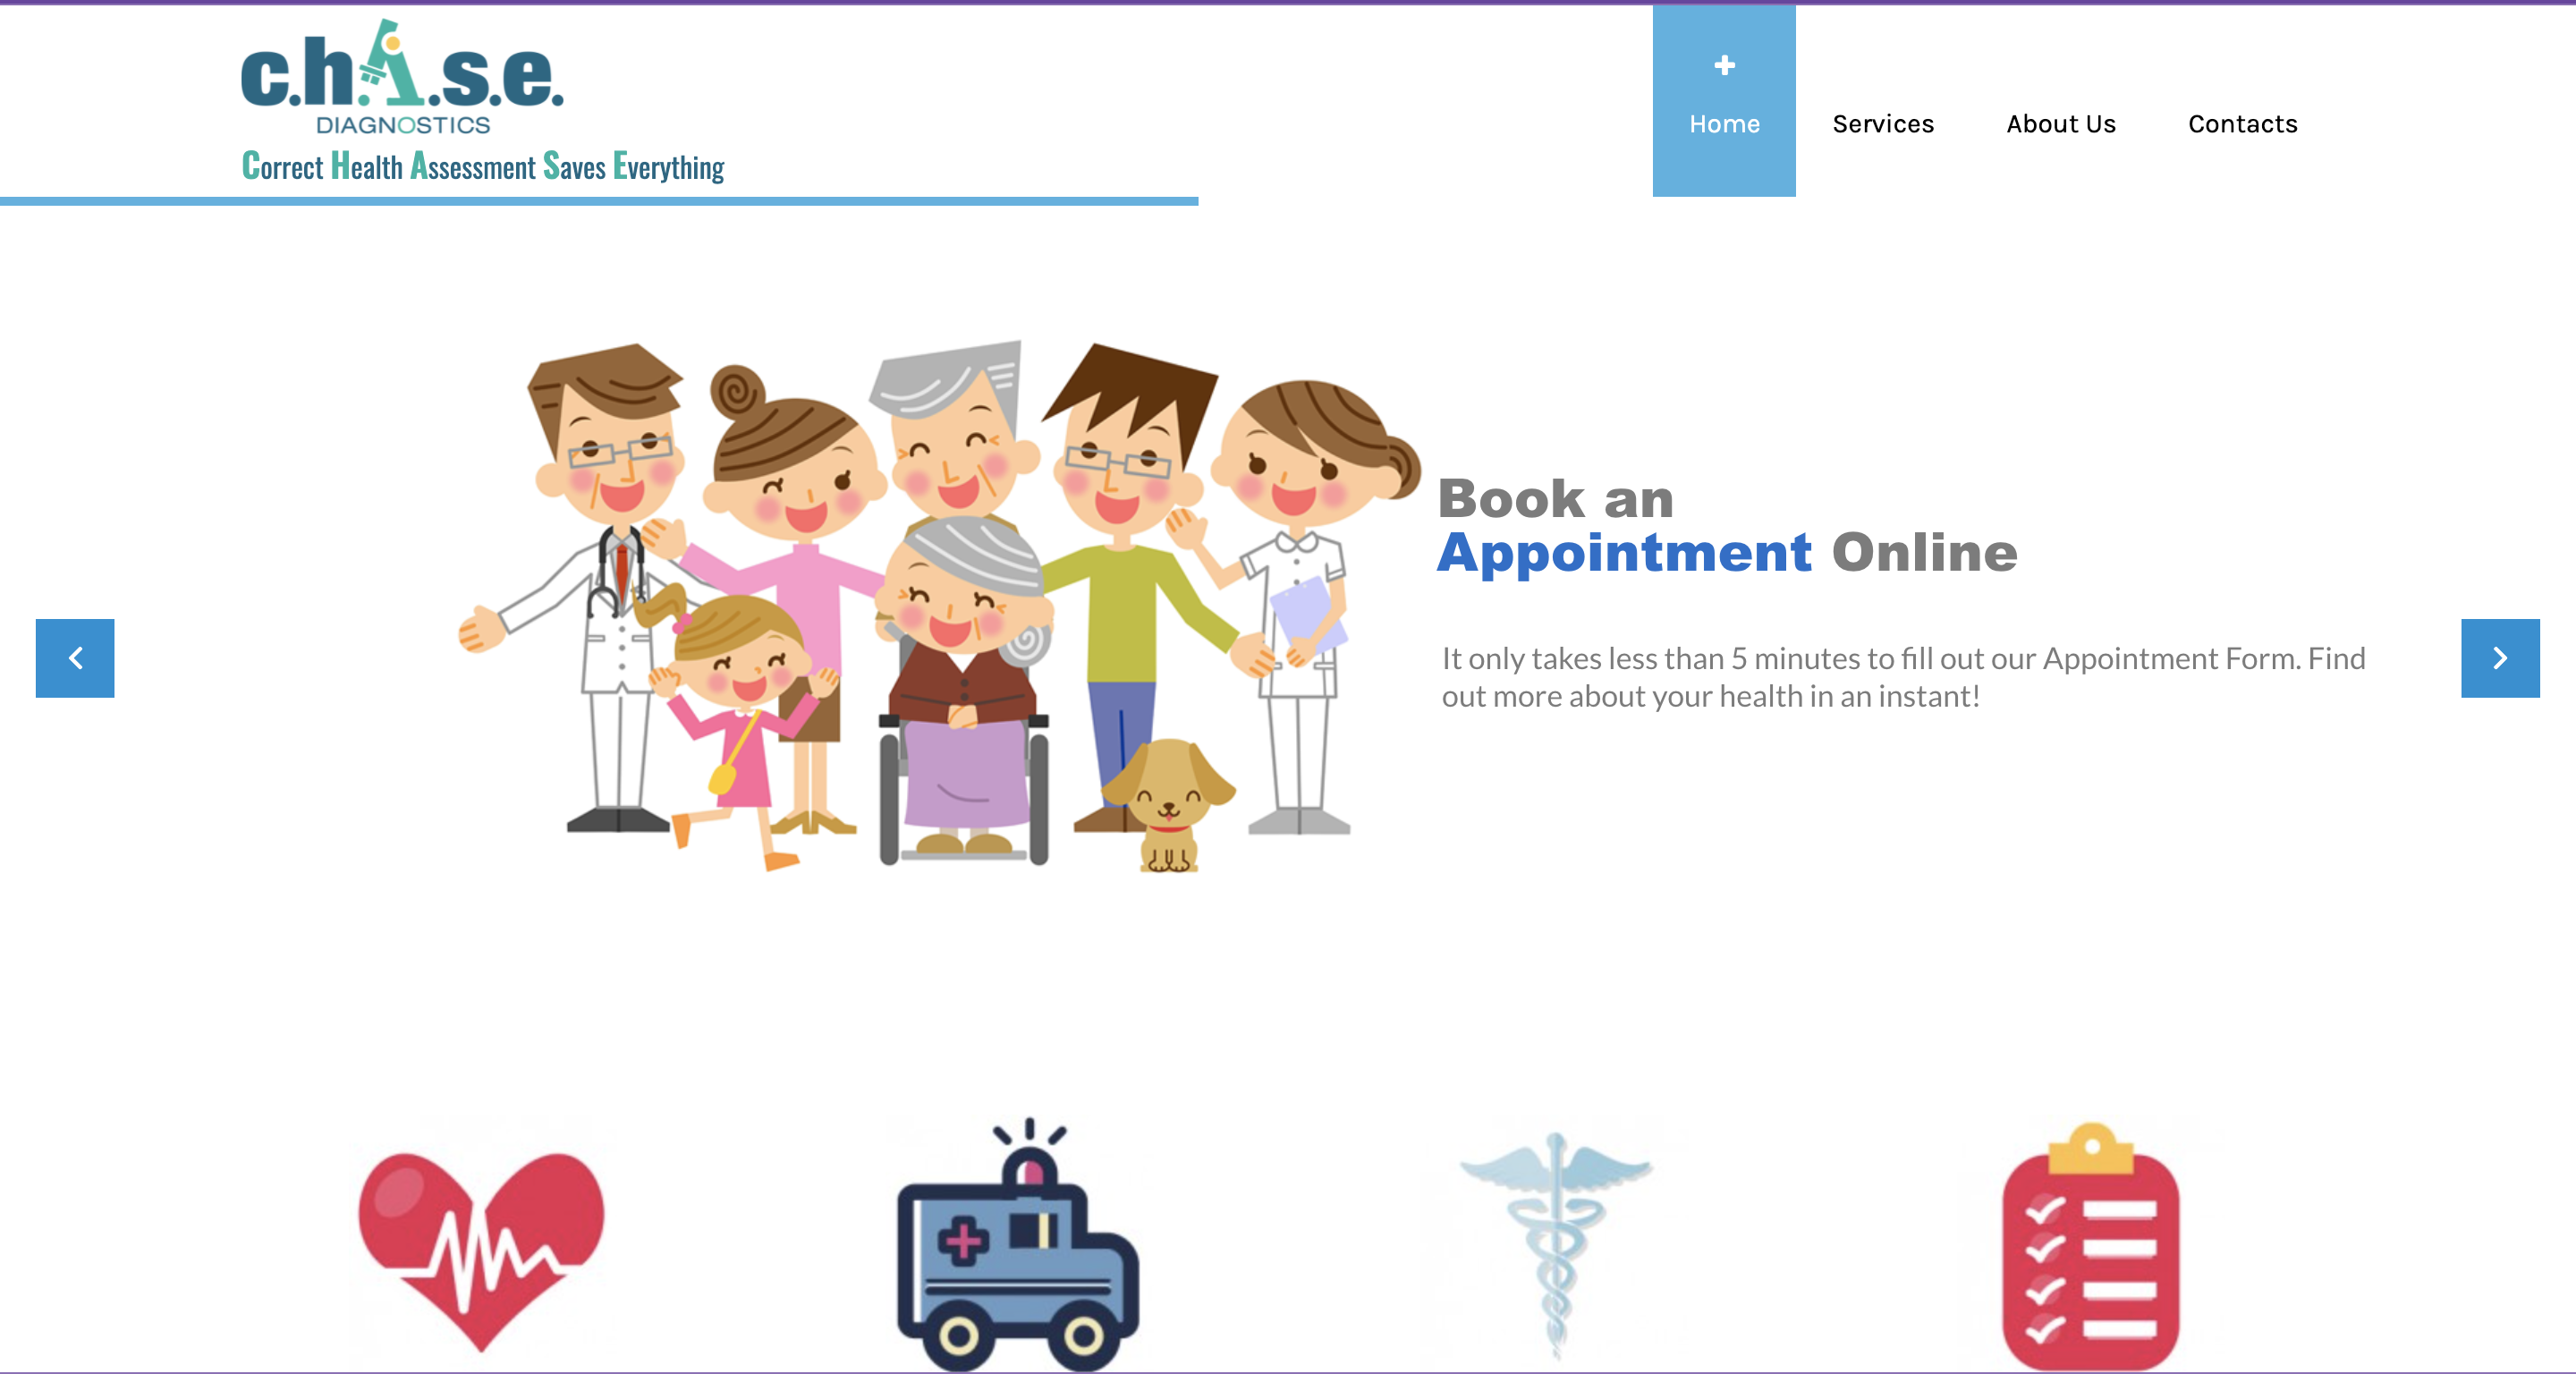 c.h.A.s.e.
DIAGNOSTICS
Correct Health Assessment Saves Everything
Home
Services
About Us
Contacts
Book an
Appointment Online
It only takes less than 5 minutes to fill out our Appointment Form. Find
out more about your health in an instant!